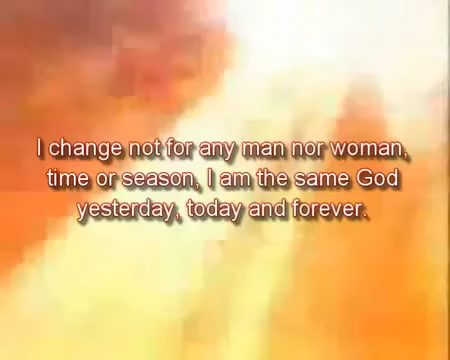 I change not for any man nor woman,
time or season, I am the same God
yesterday, today and forever.